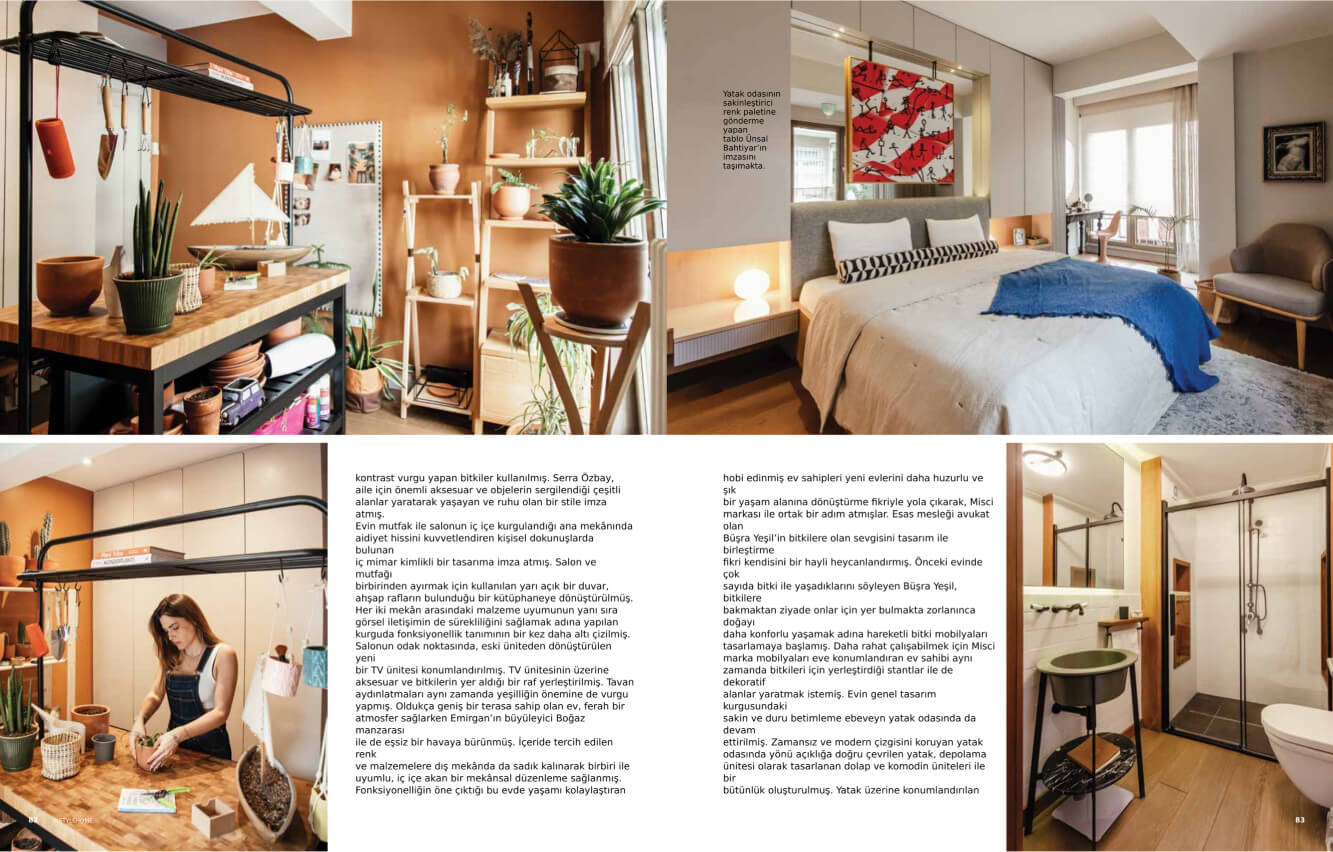 Yatak odasının
sakinleştirici
renk paletine
gönderme
yapan
tablo Ünsal
Bahtiyar’ın
imzasını
taşımakta.
kontrast vurgu yapan bitkiler kullanılmış. Serra Özbay,
aile için önemli aksesuar ve objelerin sergilendiği çeşitli
alanlar yaratarak yaşayan ve ruhu olan bir stile imza
atmış.
Evin mutfak ile salonun iç içe kurgulandığı ana mekânında
aidiyet hissini kuvvetlendiren kişisel dokunuşlarda
bulunan
iç mimar kimlikli bir tasarıma imza atmış. Salon ve
mutfağı
birbirinden ayırmak için kullanılan yarı açık bir duvar,
ahşap rafların bulunduğu bir kütüphaneye dönüştürülmüş.
Her iki mekân arasındaki malzeme uyumunun yanı sıra
görsel iletişimin de sürekliliğini sağlamak adına yapılan
kurguda fonksiyonellik tanımının bir kez daha altı çizilmiş.
Salonun odak noktasında, eski üniteden dönüştürülen
yeni
bir TV ünitesi konumlandırılmış. TV ünitesinin üzerine
aksesuar ve bitkilerin yer aldığı bir raf yerleştirilmiş. Tavan
aydınlatmaları aynı zamanda yeşilliğin önemine de vurgu
yapmış. Oldukça geniş bir terasa sahip olan ev, ferah bir
atmosfer sağlarken Emirgan’ın büyüleyici Boğaz
manzarası
ile de eşsiz bir havaya bürünmüş. İçeride tercih edilen
renk
ve malzemelere dış mekânda da sadık kalınarak birbiri ile
uyumlu, iç içe akan bir mekânsal düzenleme sağlanmış.
Fonksiyonelliğin öne çıktığı bu evde yaşamı kolaylaştıran
hobi edinmiş ev sahipleri yeni evlerini daha huzurlu ve
şık
bir yaşam alanına dönüştürme fikriyle yola çıkarak, Misci
markası ile ortak bir adım atmışlar. Esas mesleği avukat
olan
Büşra Yeşil’in bitkilere olan sevgisini tasarım ile
birleştirme
fikri kendisini bir hayli heyecanlandırmış. Önceki evinde
çok
sayıda bitki ile yaşadıklarını söyleyen Büşra Yeşil,
bitkilere
bakmaktan ziyade onlar için yer bulmakta zorlanınca
doğayı
daha konforlu yaşamak adına hareketli bitki mobilyaları
tasarlamaya başlamış. Daha rahat çalışabilmek için Misci
marka mobilyaları eve konumlandıran ev sahibi aynı
zamanda bitkileri için yerleştirdiği stantlar ile de
dekoratif
alanlar yaratmak istemiş. Evin genel tasarım
kurgusundaki
sakin ve duru betimleme ebeveyn yatak odasında da
devam
ettirilmiş. Zamansız ve modern çizgisini koruyan yatak
odasında yönü açıklığa doğru çevrilen yatak, depolama
ünitesi olarak tasarlanan dolap ve komodin üniteleri ile
bir
bütünlük oluşturulmuş. Yatak üzerine konumlandırılan
82
83